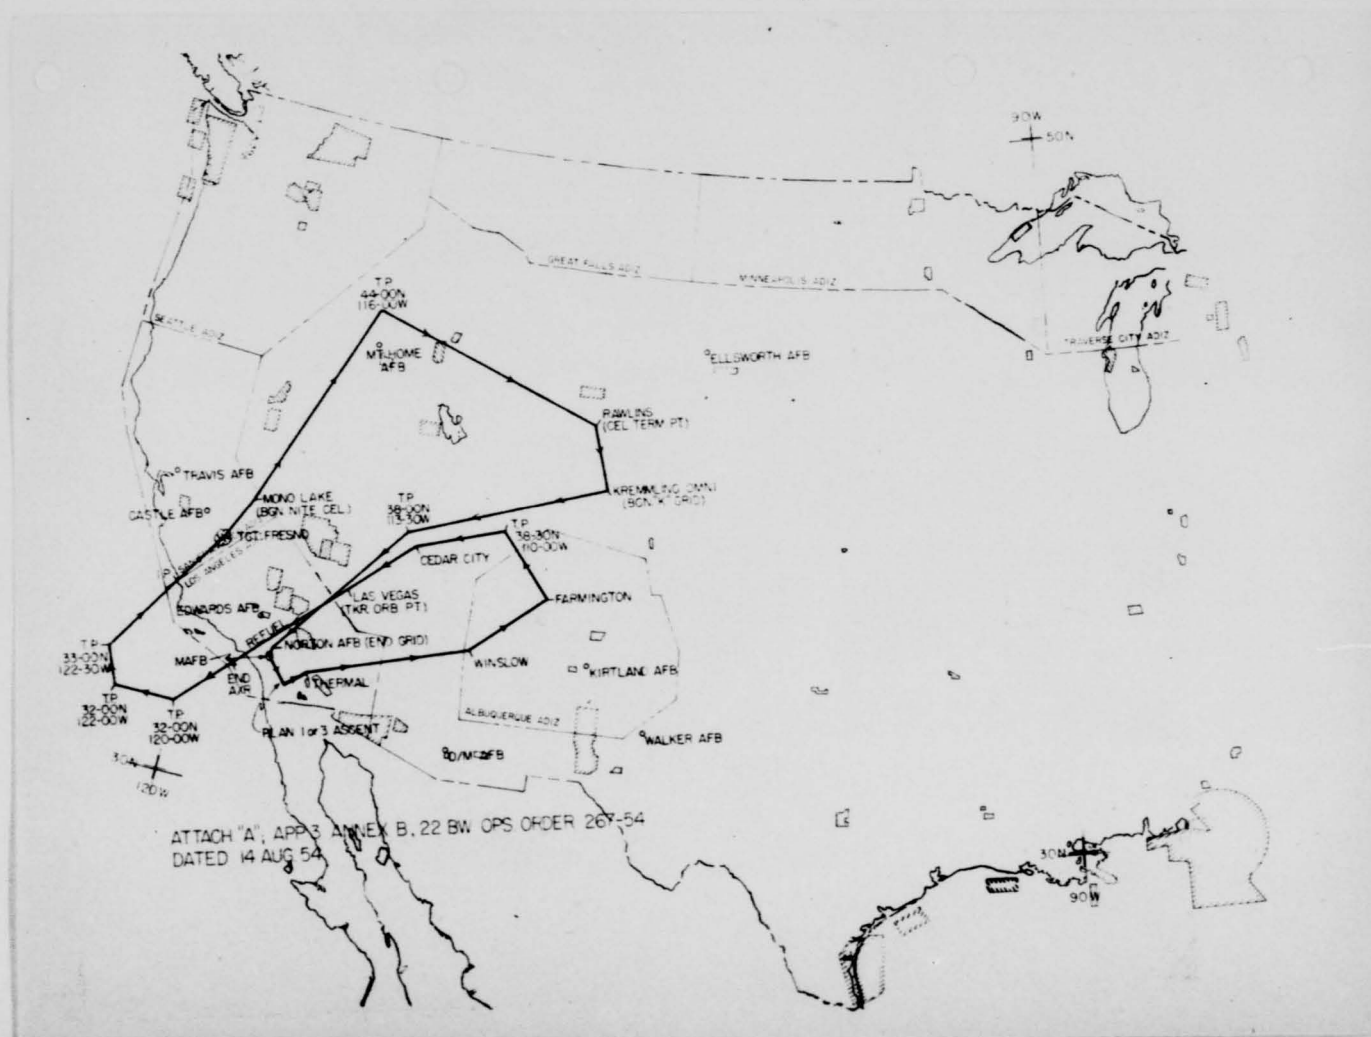 90W
50N
GREAT FALLS ADIZ
MINNEAPOLIS ADIZ
T.P.
44-00N
116-00W
SEATTLE ADIZ
TRAVERSE CITY ADIZ
MT. HOME
AFB
ELLSWORTH AFB
RAWLINS
(CEL TERM PT)
TRAVIS AFB
MONO LAKE
(BGN NITE CEL)
KREMMLING OMNI
(BGN "K" GRID)
CASTLE AFB
T.P.
38-00N
113-30W
T.P.
38-30N
110-00W
TGT: FRESNO
CEDAR CITY
LOS ANGELES
EDWARDS AFB
LAS VEGAS
(TKR ORB PT)
FARMINGTON
REFUEL
NORTON AFB (END GRID)
T.P.
33-00N
122-30W
MAFB
WINSLOW
KIRTLAND AFB
END
AXR
THERMAL
T.P.
32-00N
122-00W
T.P.
32-00N
120-00W
ALBUQUERQUE ADIZ
PLAN 1 or 3 ASCENT
WALKER AFB
D/M AFB
30N
120W
ATTACH "A", APP 3 ANNEX B, 22 BW OPS ORDER 267-54
DATED 14 AUG 54
30N
90W